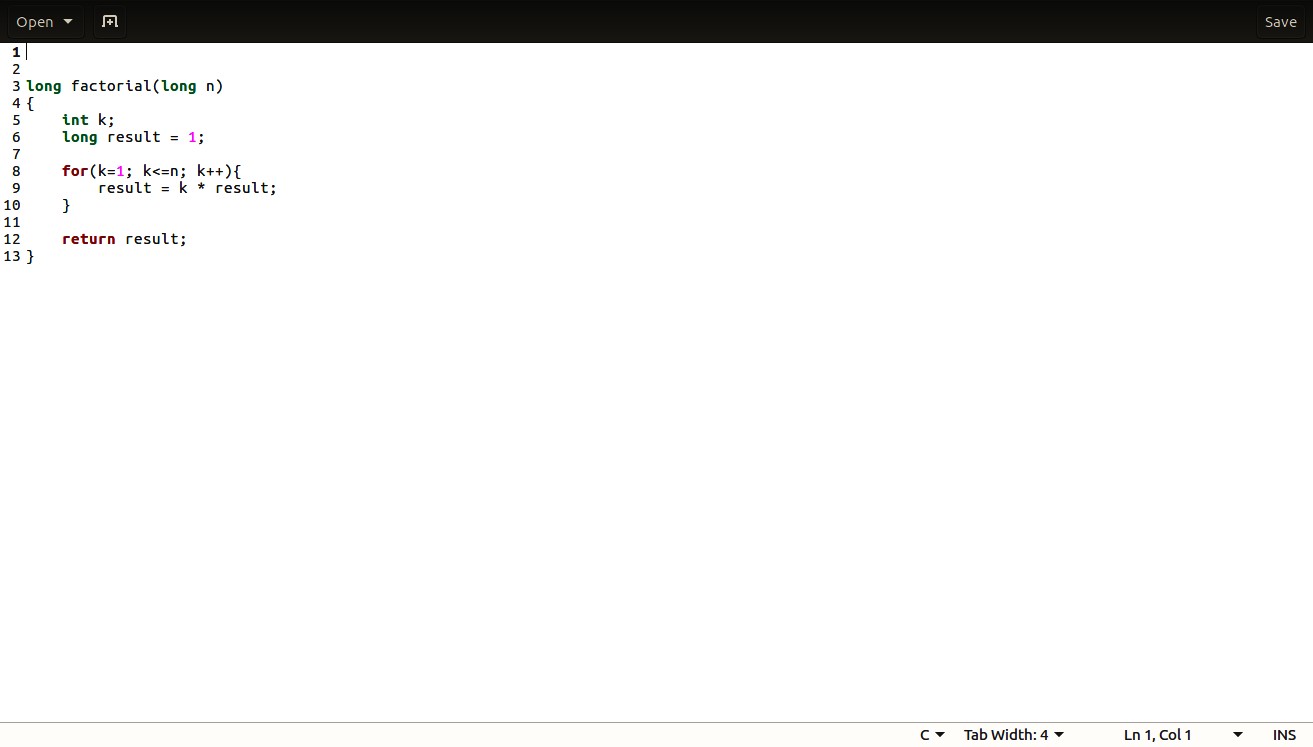 Open
Save
1
2
3 long factorial(long n)
4 {
5     int k;
6     long result = 1;
7
8     for(k=1; k<=n; k++){
9         result = k * result;
10     }
11
12     return result;
13 }
C Tab Width: 4 Ln 1, Col 1 INS